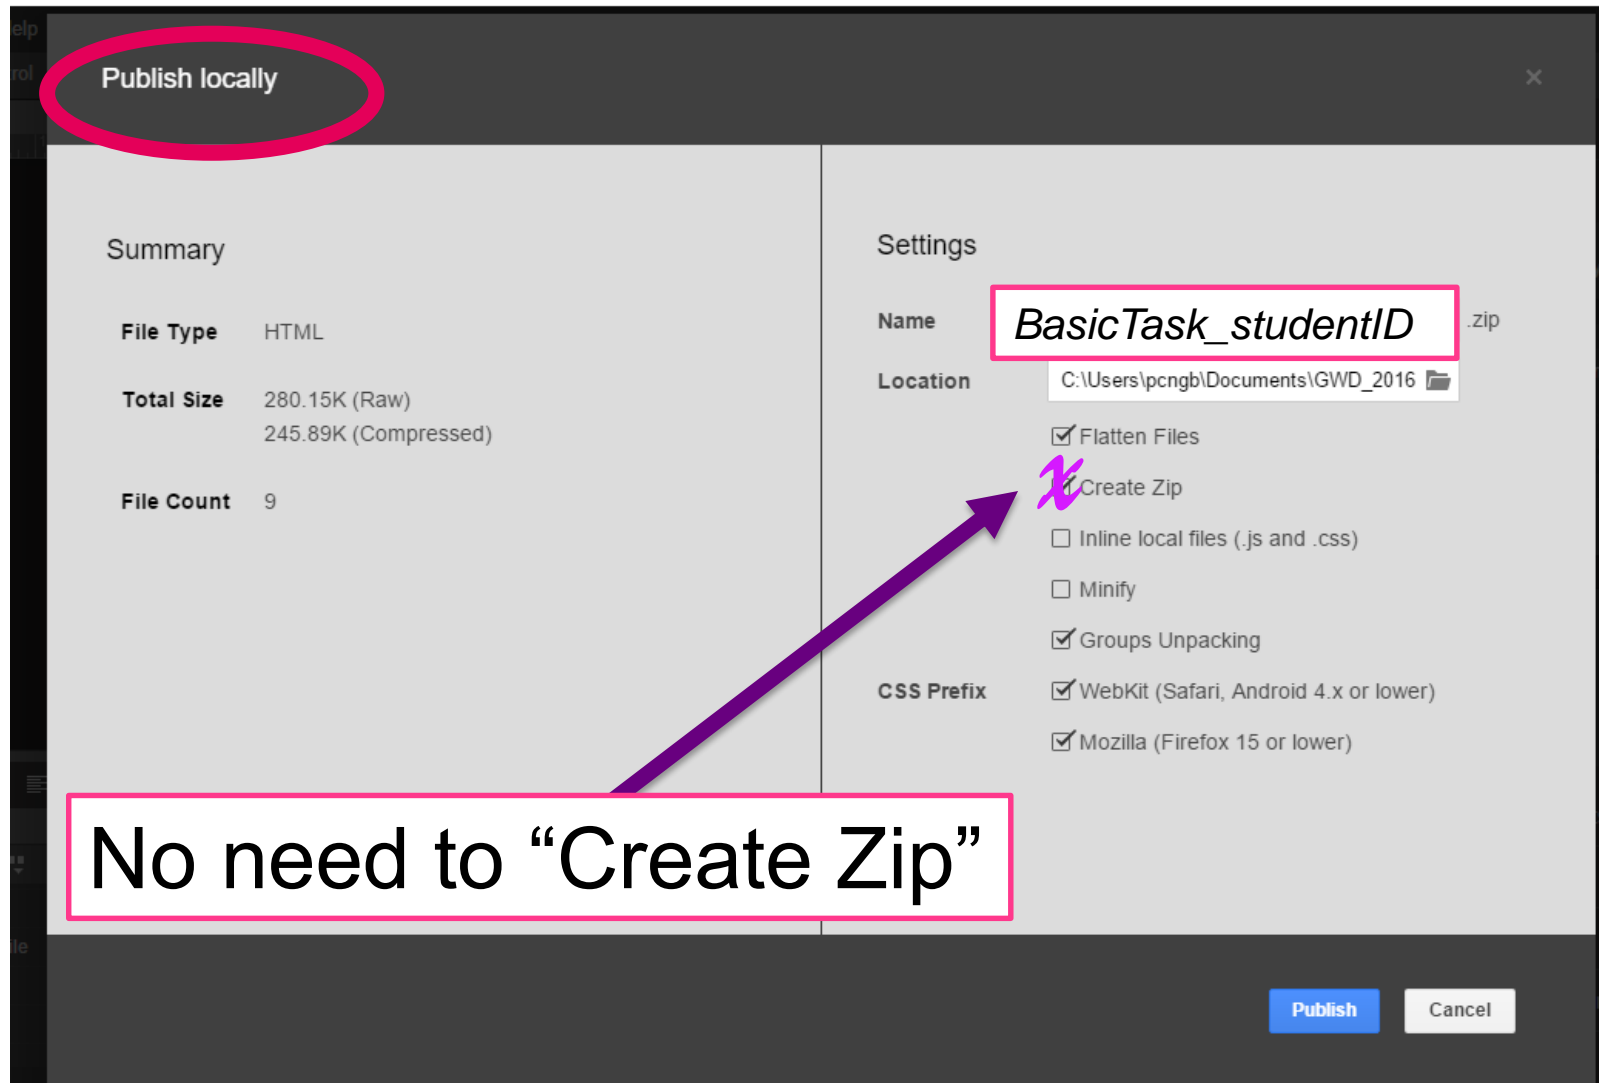 elp
rol
Publish locally
Summary
File Type HTML
Total Size 280.15K (Raw)
245.89K (Compressed)
File Count 9
Settings
Name BasicTask_studentID .zip
Location C:\Users\pcngb\Documents\GWD_2016
Flatten Files
Create Zip
Inline local files (.js and .css)
Minify
Groups Unpacking
CSS Prefix WebKit (Safari, Android 4.x or lower)
Mozilla (Firefox 15 or lower)
No need to “Create Zip”
ile
Publish Cancel